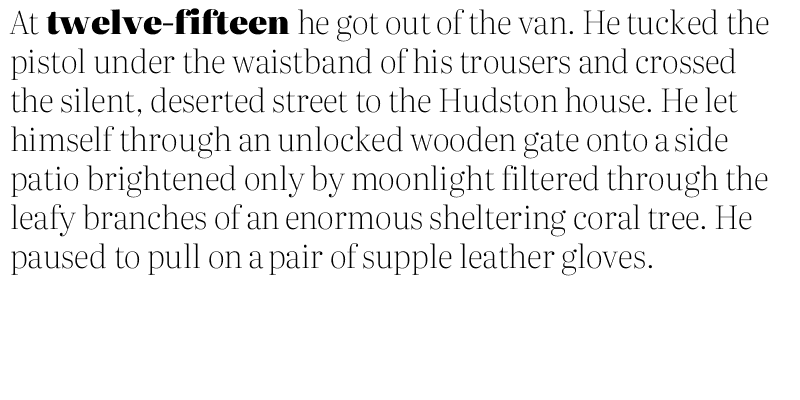 At twelve-fifteen he got out of the van. He tucked the
pistol under the waistband of his trousers and crossed
the silent, deserted street to the Hudston house. He let
himself through an unlocked wooden gate onto a side
patio brightened only by moonlight filtered through the
leafy branches of an enormous sheltering coral tree. He
paused to pull on a pair of supple leather gloves.